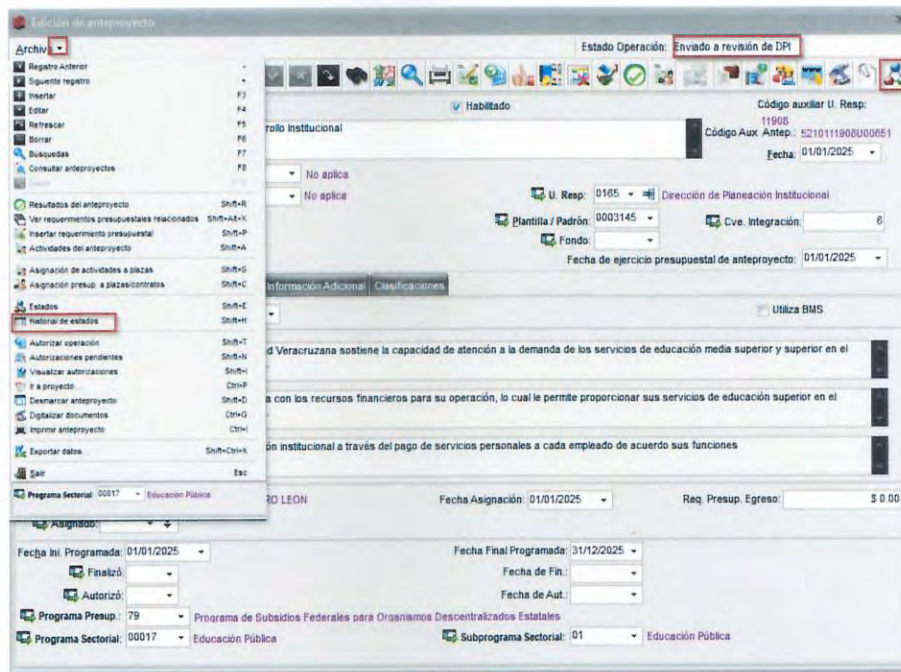 Edición de anteproyecto
Archivo
Estado Operación: Enviado a revisión de DPI
Registro Anterior -
Siguiente registro +
Insertar F3
Editar F4
Refrescar F5
Borrar F6
Búsquedas F7
Consultar anteproyectos F8
Resultados del anteproyecto Shift+R
Ver requerimientos presupuestales relacionados Shift+Alt+X
Insertar requerimiento presupuestal Shift+P
Actividades del anteproyecto Shift+A
Asignación de actividades a plazas Shift+S
Asignación presup. a plazas/contratos Shift+C
Estados Shift+E
Historial de estados Shift+H
Autorizar operación Shift+T
Autorizaciones pendientes Shift+N
Visualizar autorizaciones Shift+I
Ir a proyecto Ctrl+P
Desmarcar anteproyecto Shift+D
Digitalizar documentos Ctrl+G
Imprimir anteproyecto Ctrl+I
Exportar datos Shift+Ctrl+X
Salir Esc
Programa Sectorial: 00017 Educación Pública
Habilitado
Código auxiliar U. Resp:
11908
rollo Institucional
Código Aux. Antep.: 5210111908U00651
Fecha: 01/01/2025
No aplica
No aplica
U. Resp: 0165 Dirección de Planeación Institucional
Plantilla / Padrón: 0003145
Cve. Integración: 6
Fondo:
Fecha de ejercicio presupuestal de anteproyecto: 01/01/2025
Información Adicional Clasificaciones
Utiliza BMS
d Veracruzana sostiene la capacidad de atención a la demanda de los servicios de educación media superior y superior en el
a con los recursos financieros para su operación, lo cual le permite proporcionar sus servicios de educación superior en el
ón institucional a través del pago de servicios personales a cada empleado de acuerdo sus funciones
RO LEON
Fecha Asignación: 01/01/2025
Req. Presup. Egreso: $ 0.00
Asignado:
Fecha Ini. Programada: 01/01/2025
Fecha Final Programada: 31/12/2025
Finalizó:
Fecha de Fin.:
Autorizó:
Fecha de Aut.:
Programa Presup.: 79 Programa de Subsidios Federales para Organismos Descentralizados Estatales
Programa Sectorial: 00017 Educación Pública
Subprograma Sectorial: 01 Educación Pública